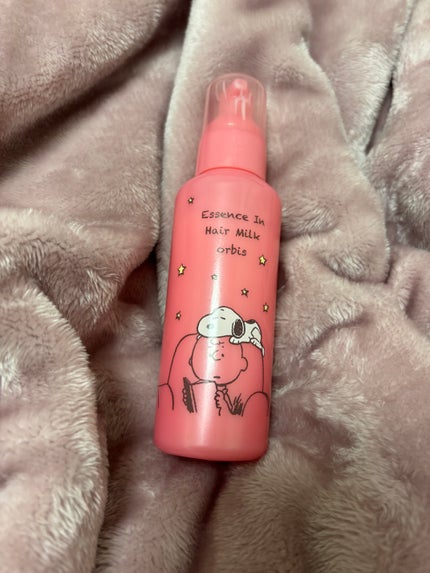 Essence In
Hair Milk
orbis